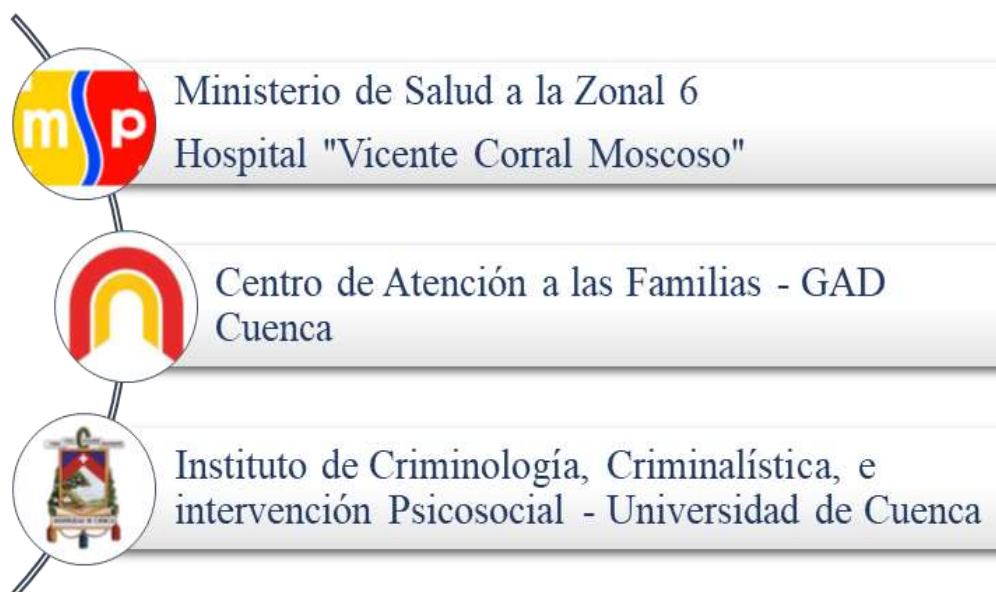 msp
Ministerio de Salud a la Zonal 6
Hospital "Vicente Corral Moscoso"
Centro de Atención a las Familias - GAD
Cuenca
Instituto de Criminología, Criminalística, e
intervención Psicosocial - Universidad de Cuenca